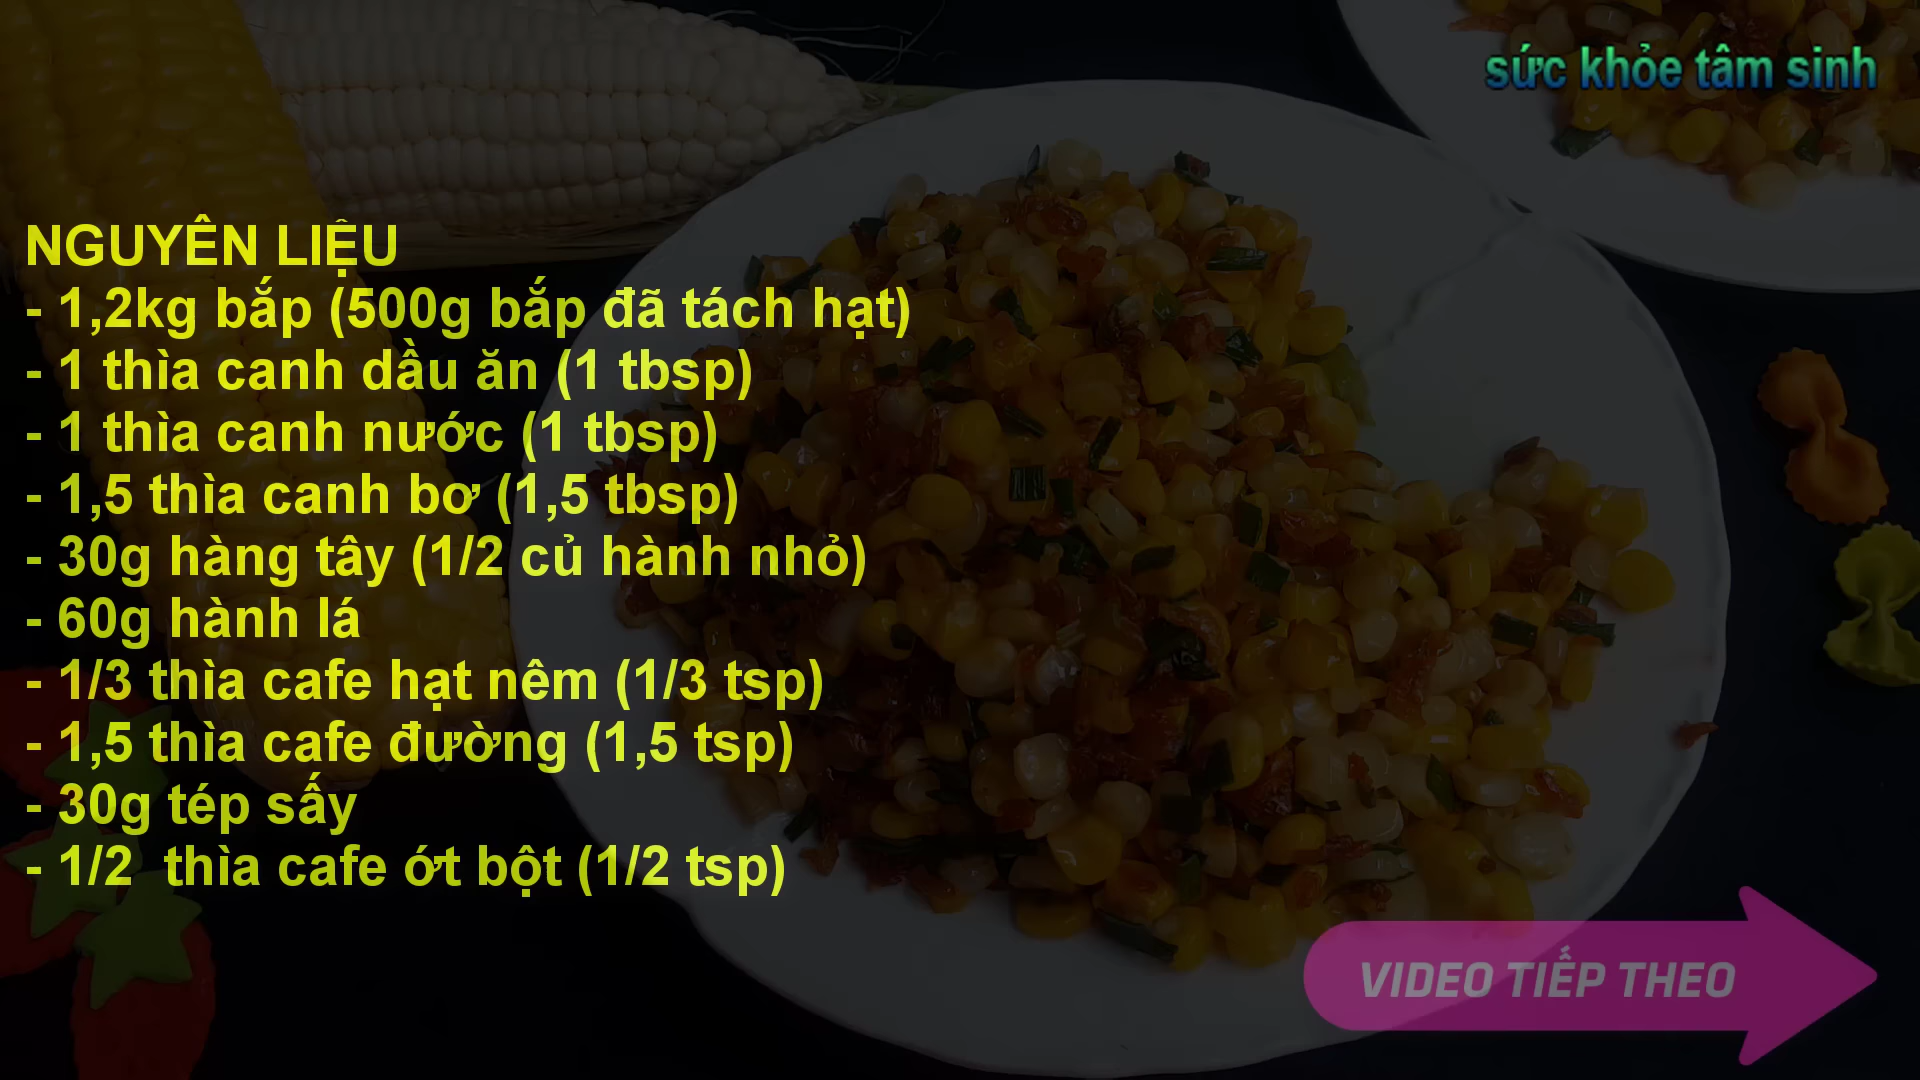 sức khỏe tâm sinh
NGUYÊN LIỆU
- 1,2kg bắp (500g bắp đã tách hạt)
- 1 thìa canh dầu ăn (1 tbsp)
- 1 thìa canh nước (1 tbsp)
- 1,5 thìa canh bơ (1,5 tbsp)
- 30g hàng tây (1/2 củ hành nhỏ)
- 60g hành lá
- 1/3 thìa cafe hạt nêm (1/3 tsp)
- 1,5 thìa cafe đường (1,5 tsp)
- 30g tép sấy
- 1/2  thìa cafe ớt bột (1/2 tsp)
VIDEO TIẾP THEO